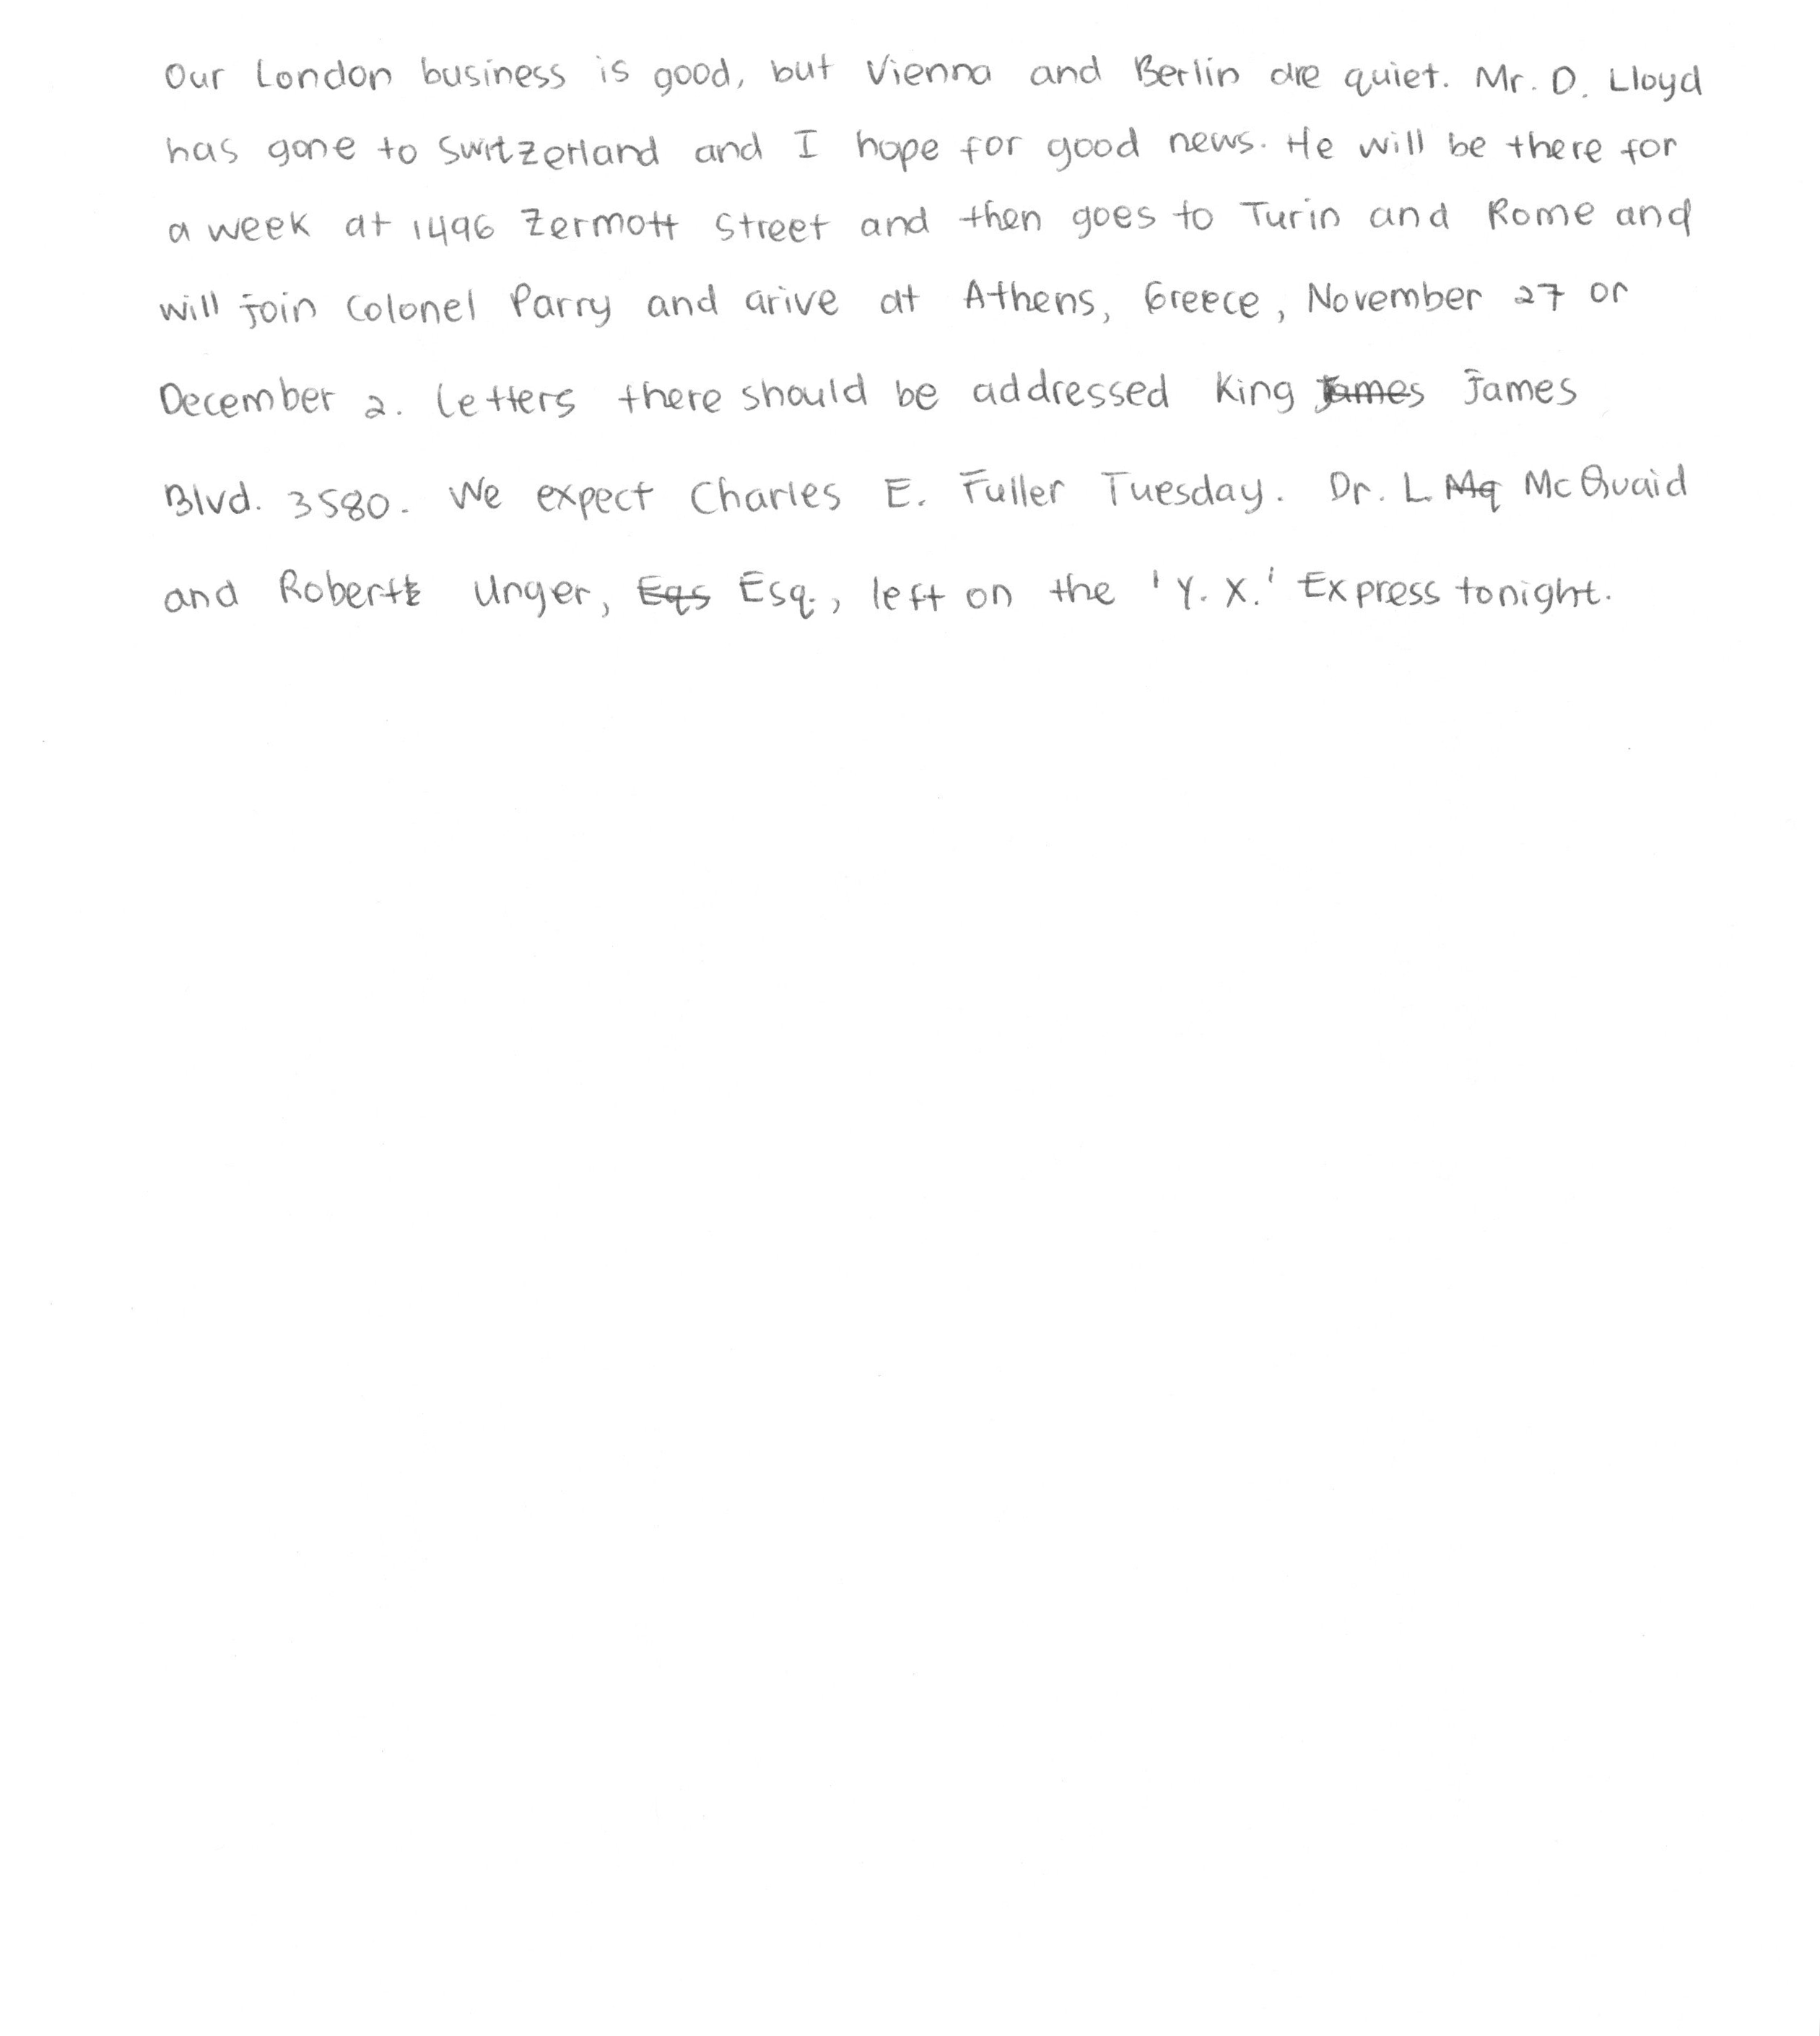 Our London business is good, but Vienna and Berlin are quiet. Mr. D. Lloyd
has gone to Switzerland and I hope for good news. He will be there for
a week at 1496 Zermott Street and then goes to Turin and Rome and
will join Colonel Parry and arive at Athens, Greece, November 27 or
December 2. Letters there should be addressed King James James
Blvd. 3580. We expect Charles E. Fuller Tuesday. Dr. L. Mq McQuaid
and Robertt Unger, Eqs Esq., left on the 'Y. X.' Express tonight.